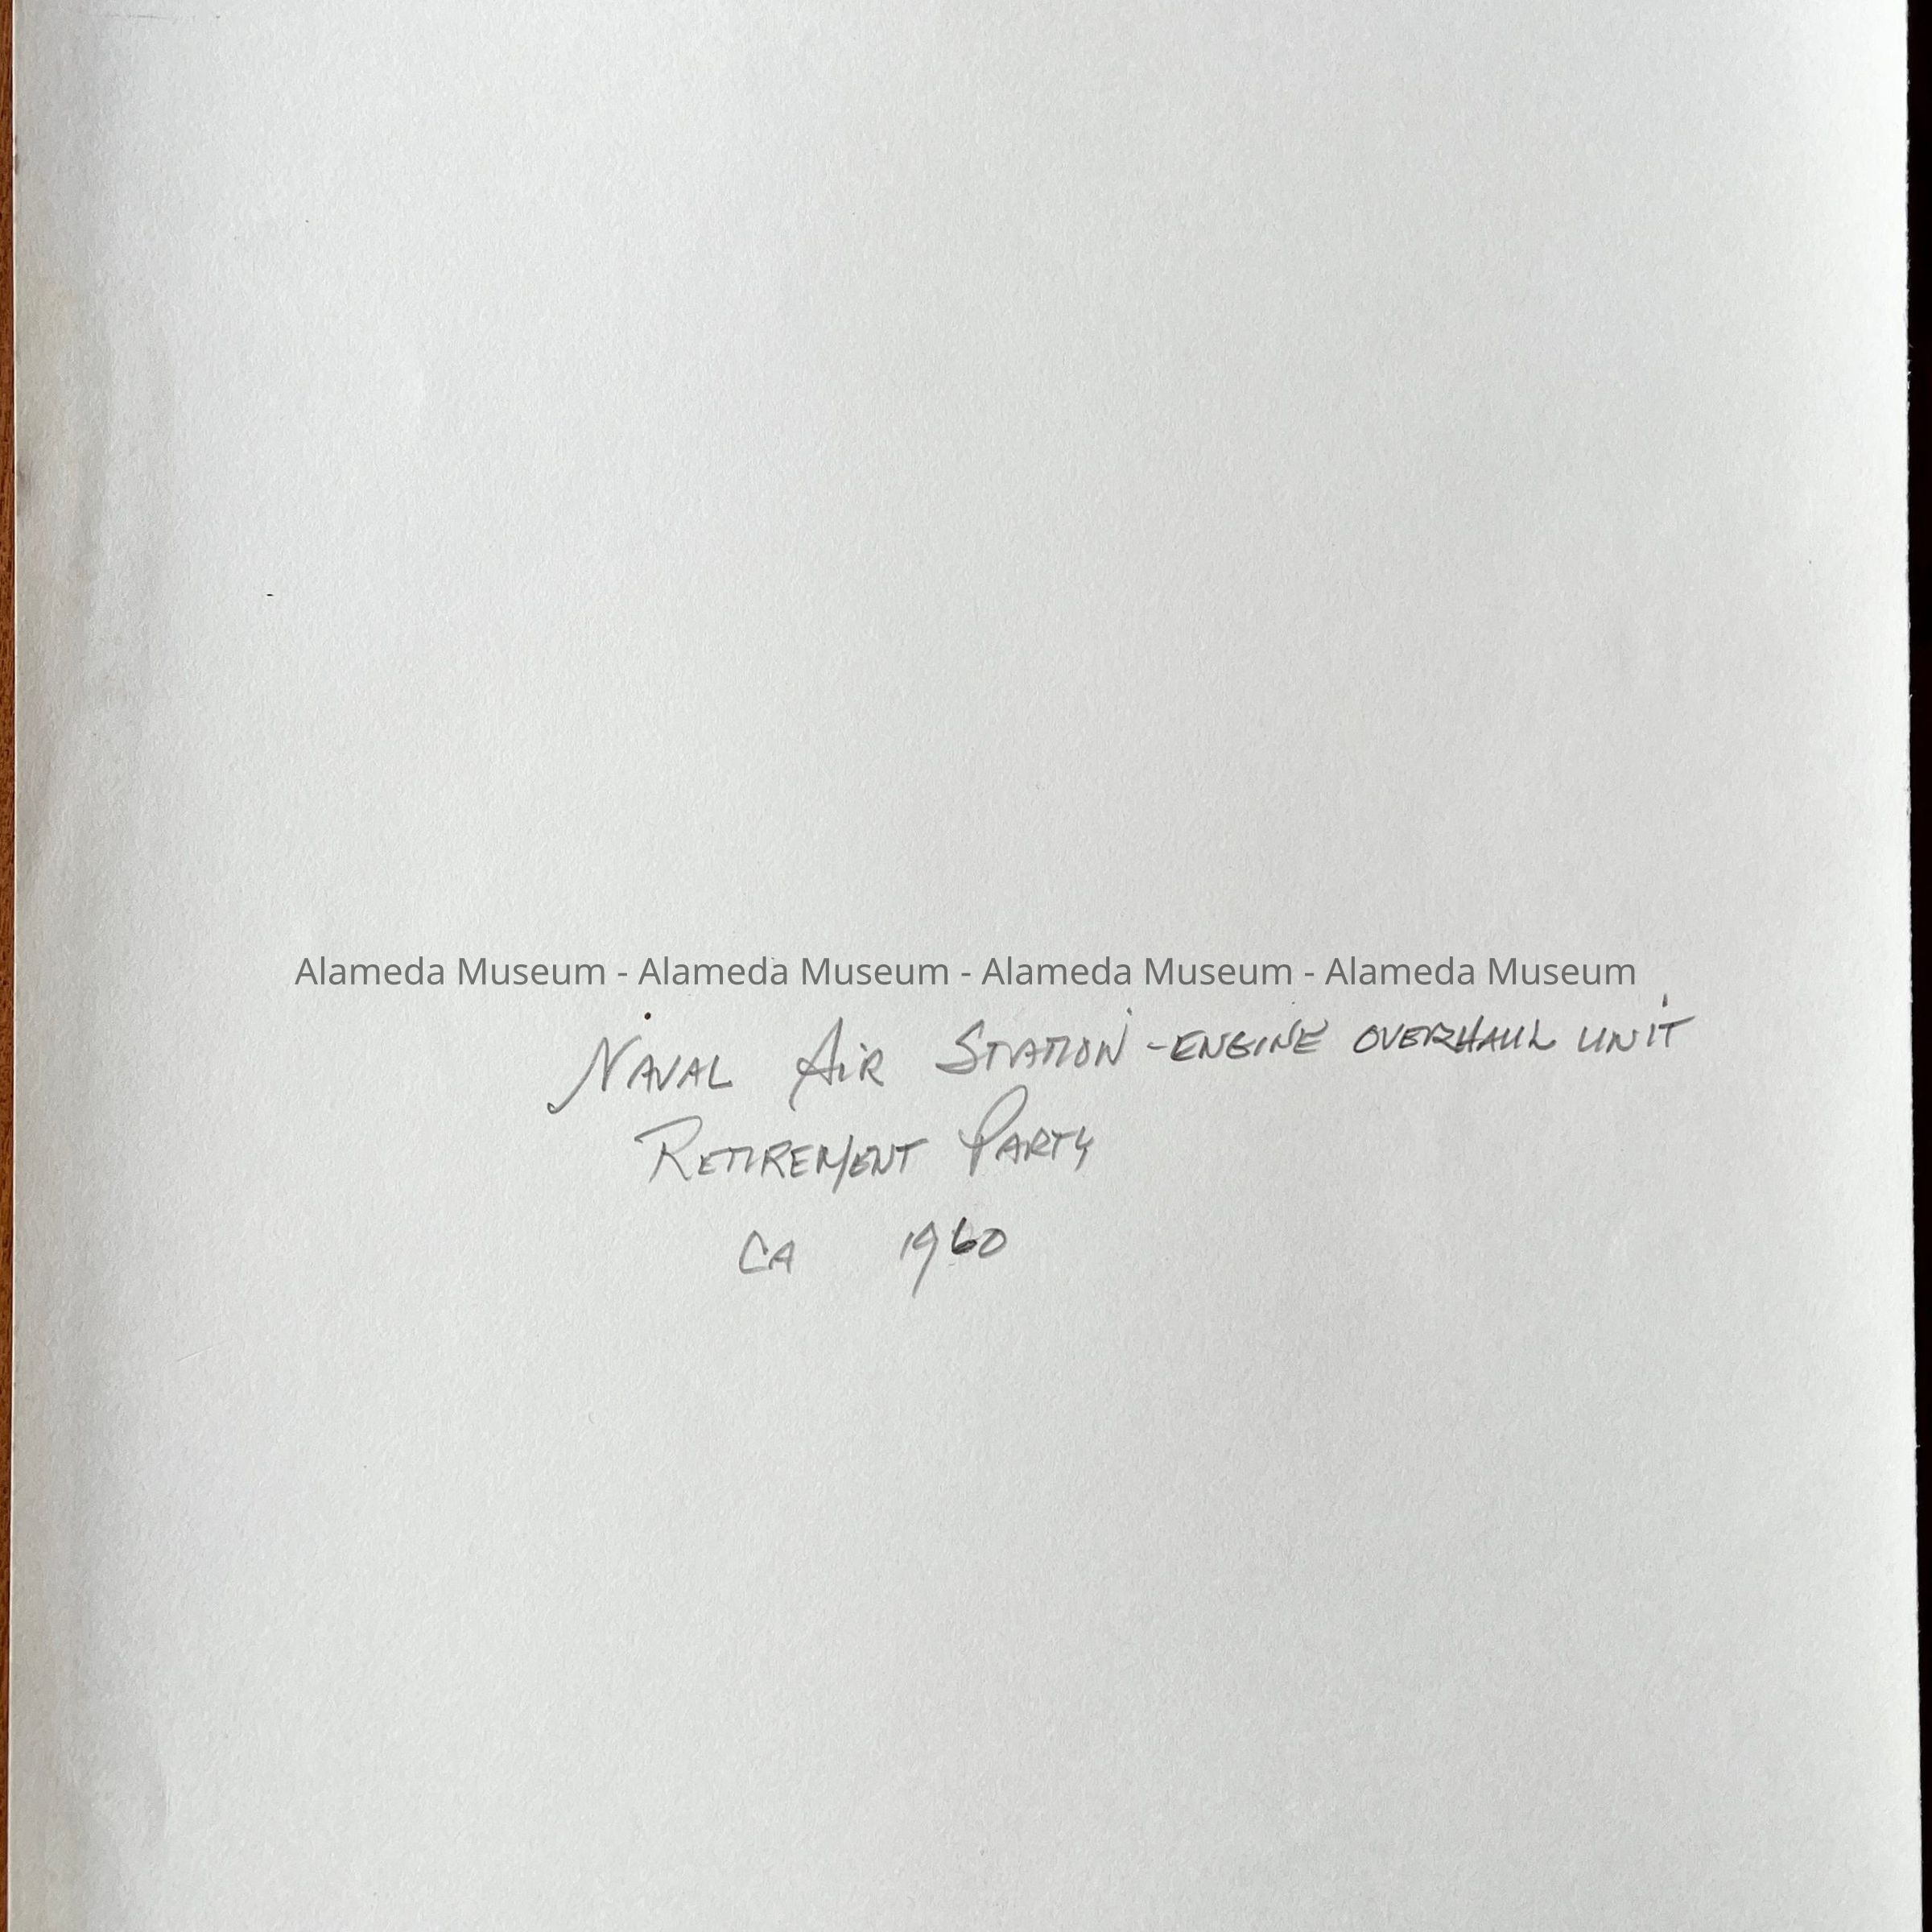 Alameda Museum - Alameda Museum - Alameda Museum - Alameda Museum
NAVAL AiR STATION - ENGINE OVERHAUL UNIT
RETIREMENT PARTY
CA 1960